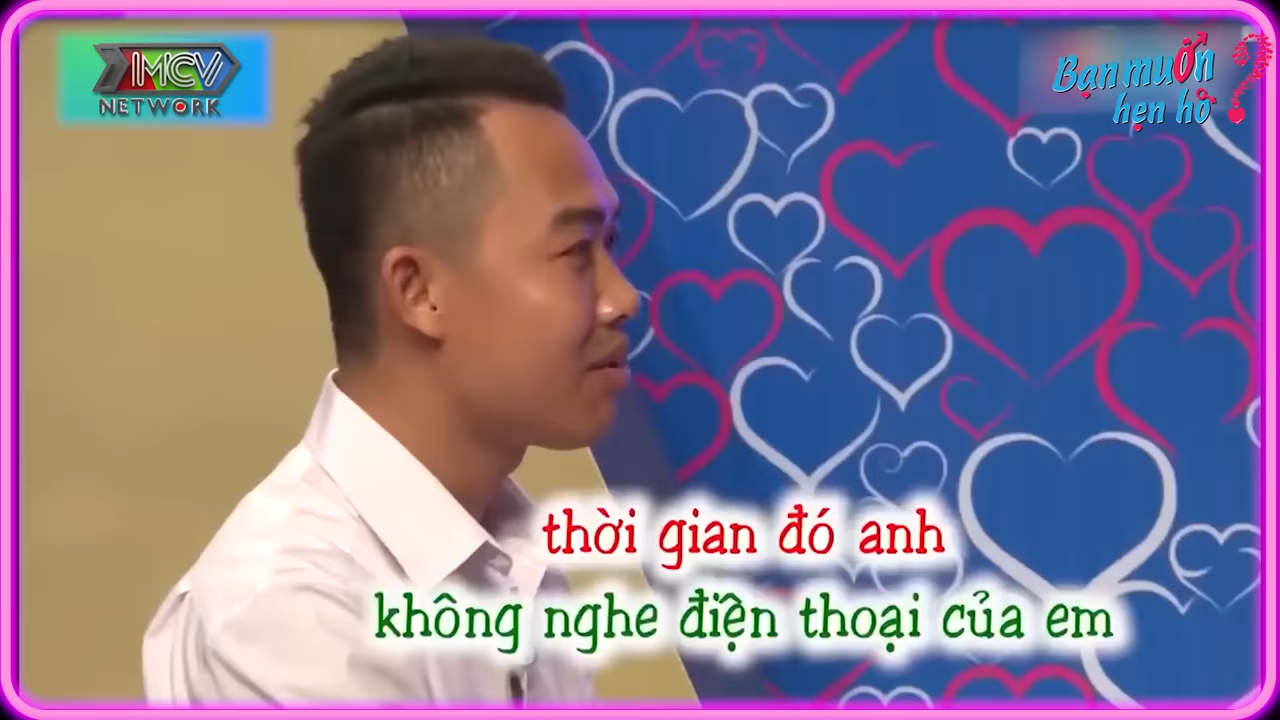 MCV
NETWORK
Bạn muốn
hẹn hò
?
thời gian đó anh
không nghe điện thoại của em